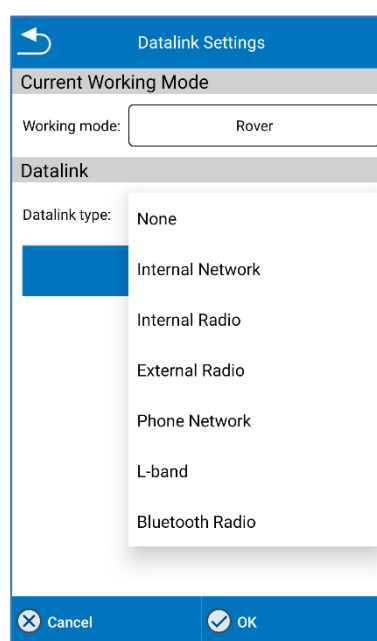 Datalink Settings
Current Working Mode
Working mode: Rover
Datalink
Datalink type:
None
Internal Network
Internal Radio
External Radio
Phone Network
L-band
Bluetooth Radio
Cancel OK